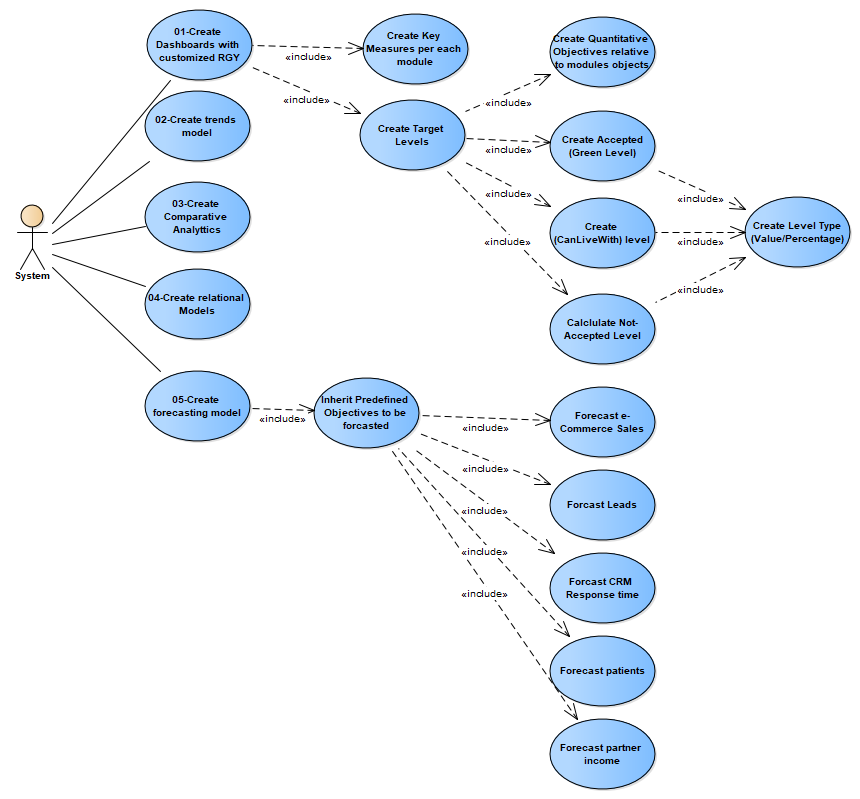 01-Create
Dashboards with
customized RGY
«include»
«include»
Create Key
Measures per each
module
Create Target
Levels
Create Quantitative
Objectives relative
to modules objects
«include»
«include»
«include»
«include»
Create Accepted
(Green Level)
Create
(CanLiveWith) level
Calclulate Not-
Accepted Level
«include»
«include»
«include»
Create Level Type
(Value/Percentage)
02-Create trends
model
03-Create
Comparative
Analyttics
System
04-Create relational
Models
05-Create
forecasting model
«include»
Inherit Predefined
Objectives to be
forcasted
«include»
«include»
«include»
«include»
«include»
Forecast e-
Commerce Sales
Forcast Leads
Forcast CRM
Response time
Forecast patients
Forecast partner
income